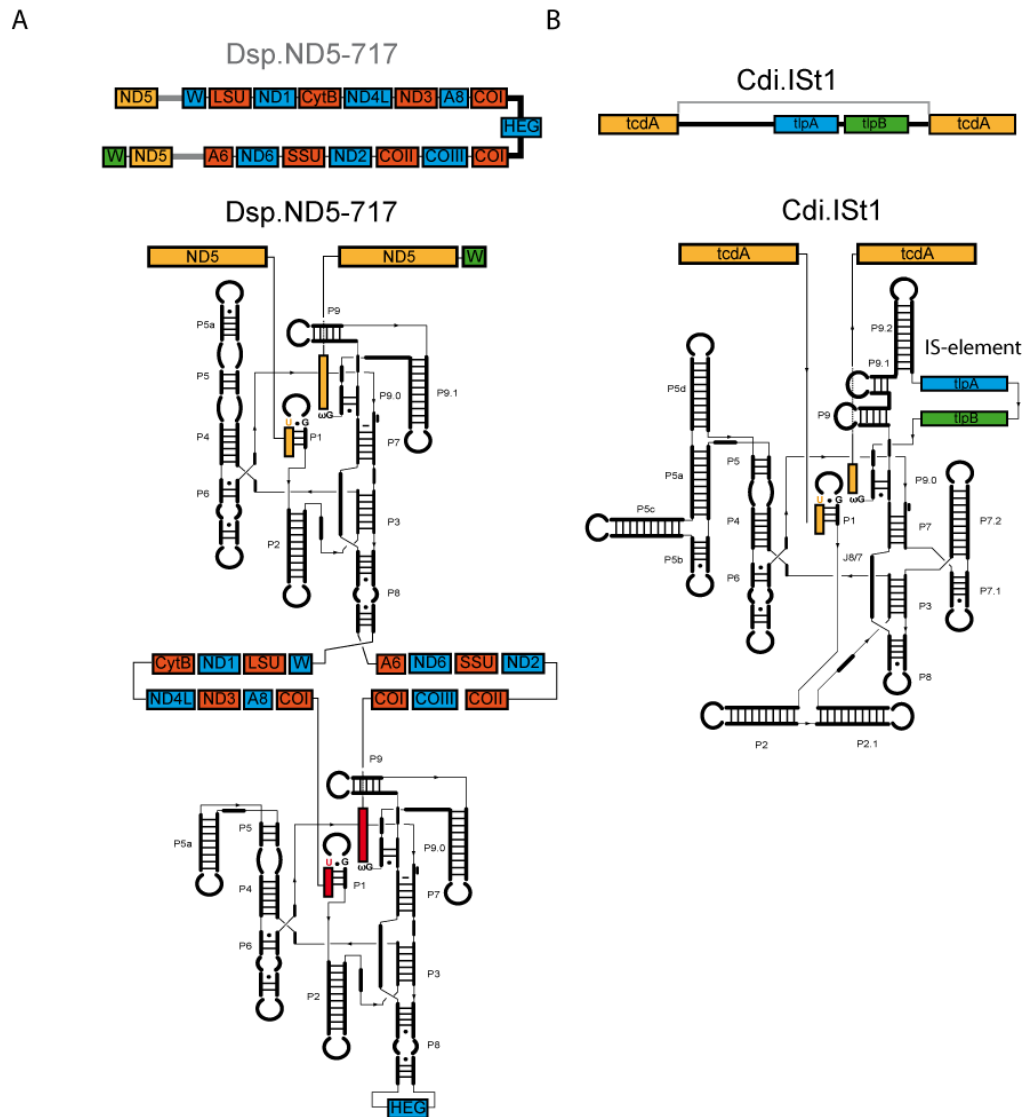 A
Dsp.ND5-717
ND5 W LSU ND1 CytB ND4L ND3 A8 COI
HEG
W ND5 A6 ND6 SSU ND2 COII COIII COI
Dsp.ND5-717
ND5 ND5 W
P9
P5a
P5
P9.0 P9.1
U G ωG
P4 P1 P7
P6
P3
P2
P8
CytB ND1 LSU W A6 ND6 SSU ND2
ND4L ND3 A8 COI COI COIII COII
P9
P5a P5 P9.0
U G ωG
P4 P1 P7
P6
P3
P2
P8
HEG
B
Cdi.ISt1
tcdA tlpA tlpB tcdA
Cdi.ISt1
tcdA tcdA
P9.2
IS-element
P9.1
tlpA
P5d
P9 tlpB
P5
P5a P9.0
U G ωG
P5c P4 P1 P7 P7.2
P5b P6 J8/7
P3 P7.1
P8
P2 P2.1